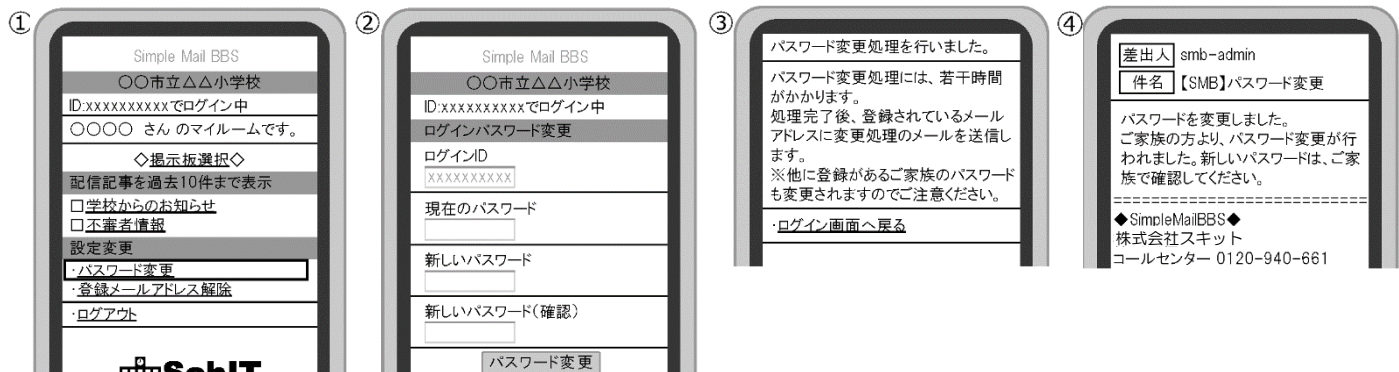 ①
Simple Mail BBS
〇〇市立△△小学校
ID:xxxxxxxxxxでログイン中
〇〇〇〇 さん のマイルームです。
◇掲示板選択◇
配信記事を過去10件まで表示
□学校からのお知らせ
□不審者情報
設定変更
・パスワード変更
・登録メールアドレス解除
・ログアウト
SchIT
②
Simple Mail BBS
〇〇市立△△小学校
ID:xxxxxxxxxxでログイン中
ログインパスワード変更
ログインID
xxxxxxxxxx
現在のパスワード
新しいパスワード
新しいパスワード(確認)
パスワード変更
③
パスワード変更処理を行いました。
パスワード変更処理には、若干時間
がかかります。
処理完了後、登録されているメール
アドレスに変更処理のメールを送信し
ます。
※他に登録があるご家族のパスワード
も変更されますのでご注意ください。
・ログイン画面へ戻る
④
差出人 smb-admin
件名 【SMB】パスワード変更
パスワードを変更しました。
ご家族の方より、パスワード変更が行
われました。新しいパスワードは、ご家
族で確認してください。
◆SimpleMailBBS◆
株式会社スキット
コールセンター 0120-940-661